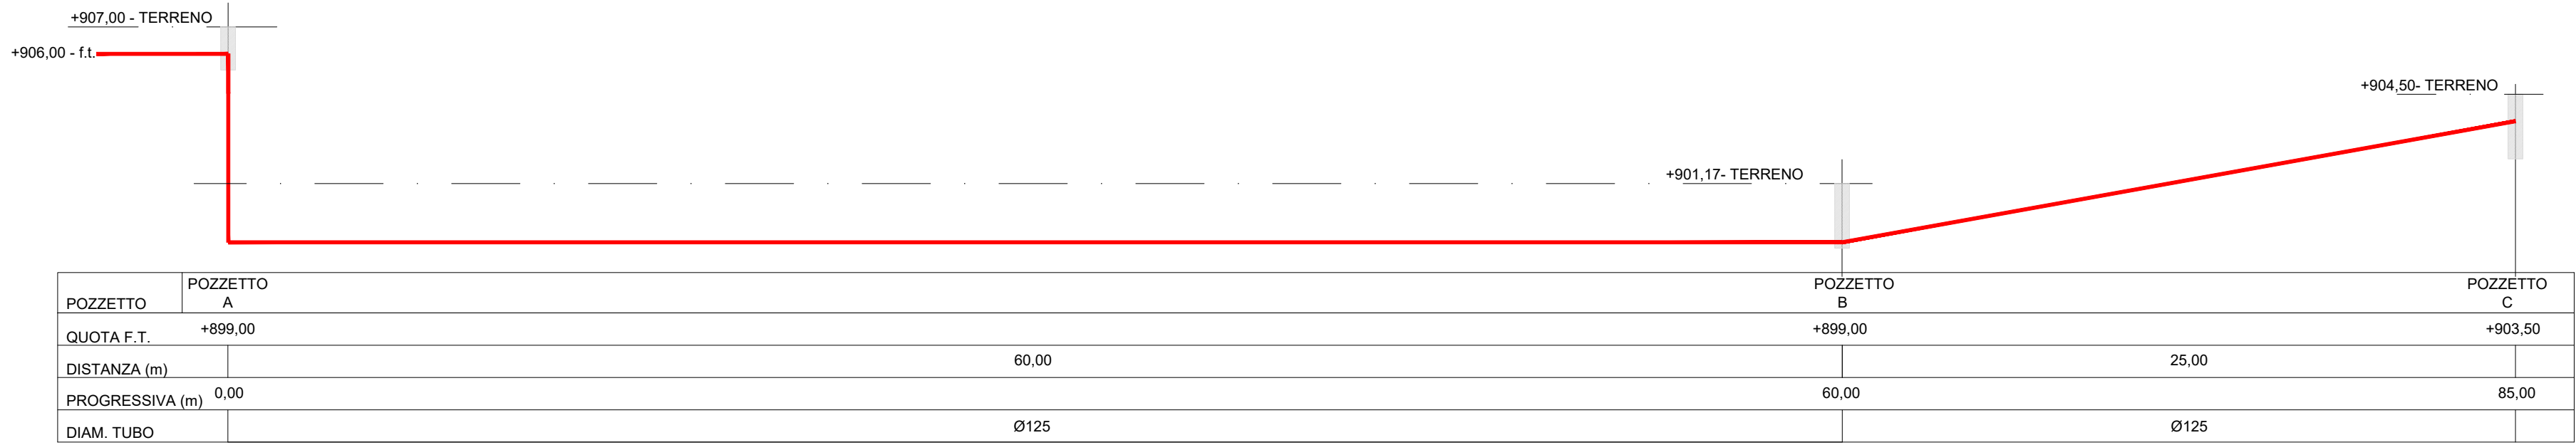 +907,00 - TERRENO
+906,00 - f.t.
+904,50- TERRENO
+901,17- TERRENO
POZZETTO
POZZETTO
A
POZZETTO
B
POZZETTO
C
QUOTA F.T.
+899,00
+899,00
+903,50
DISTANZA (m)
60,00
25,00
PROGRESSIVA (m)
0,00
60,00
85,00
DIAM. TUBO
Ø125
Ø125